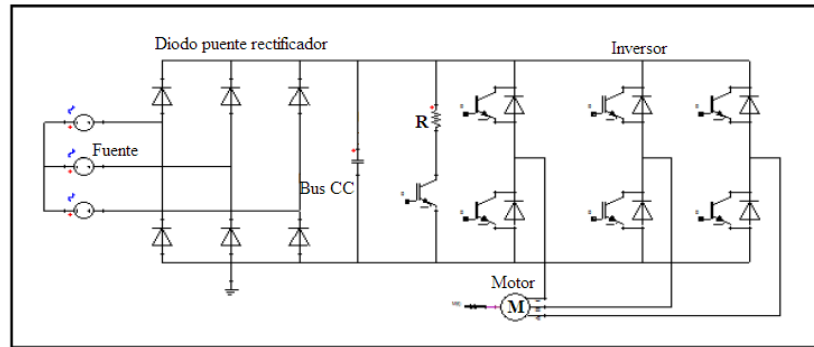 Diodo puente rectificador
Inversor
R
Fuente
Bus CC
Motor
M